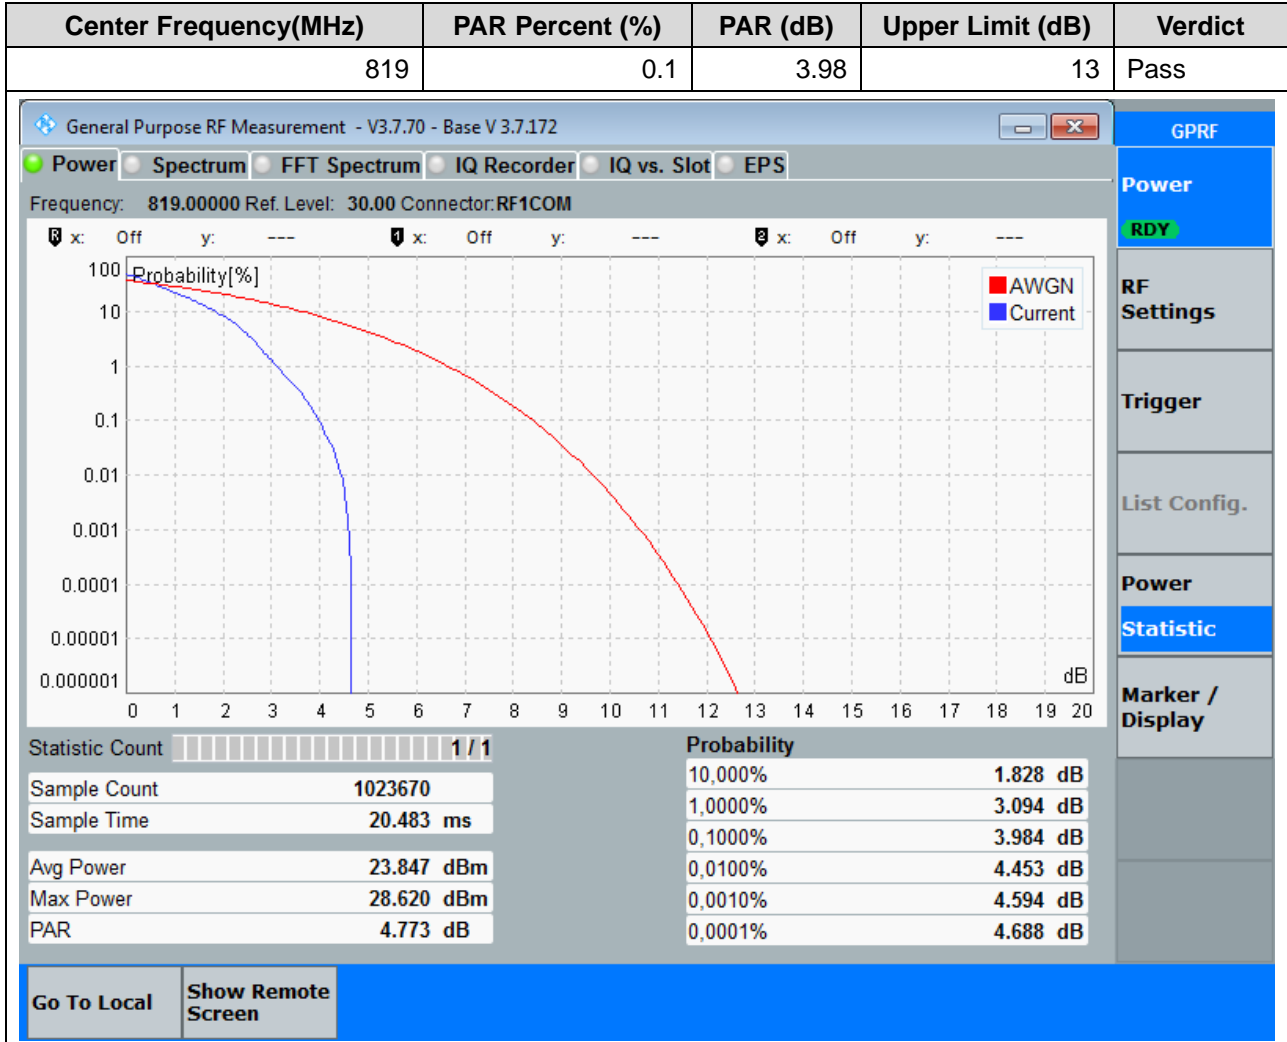 Center Frequency(MHz) PAR Percent (%) PAR (dB) Upper Limit (dB) Verdict
819 0.1 3.98 13 Pass
General Purpose RF Measurement - V3.7.70 - Base V 3.7.172
GPRF
Power Spectrum FFT Spectrum IQ Recorder IQ vs. Slot EPS
Frequency: 819.00000 Ref. Level: 30.00 Connector: RF1COM
R x: Off y: --- 1 x: Off y: --- 2 x: Off y: ---
Probability[%]
AWGN
Current
100
10
1
0.1
0.01
0.001
0.0001
0.00001
0.000001
dB
0 1 2 3 4 5 6 7 8 9 10 11 12 13 14 15 16 17 18 19 20
Statistic Count 1 / 1
Sample Count 1023670
Sample Time 20.483 ms
Avg Power 23.847 dBm
Max Power 28.620 dBm
PAR 4.773 dB
Probability
10,000% 1.828 dB
1,0000% 3.094 dB
0,1000% 3.984 dB
0,0100% 4.453 dB
0,0010% 4.594 dB
0,0001% 4.688 dB
Power
RDY
RF
Settings
Trigger
List Config.
Power
Statistic
Marker /
Display
Go To Local
Show Remote
Screen